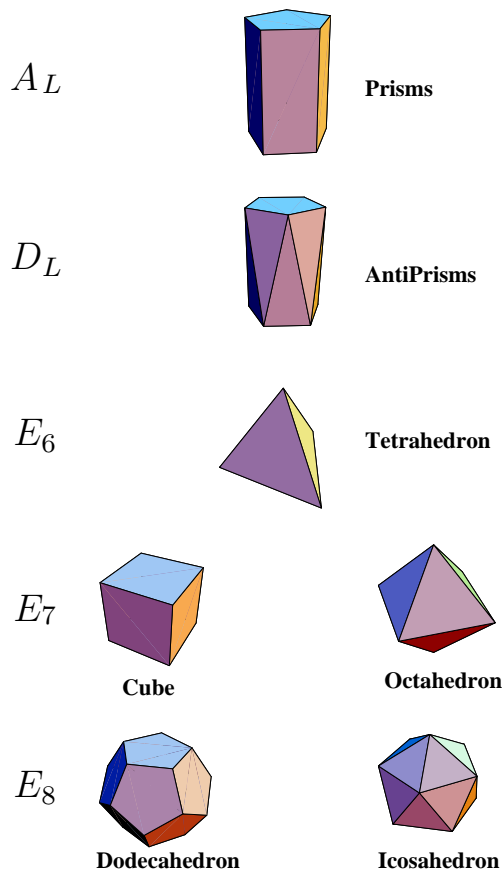 A_L
Prisms
D_L
AntiPrisms
E_6
Tetrahedron
E_7
Cube
Octahedron
E_8
Dodecahedron
Icosahedron